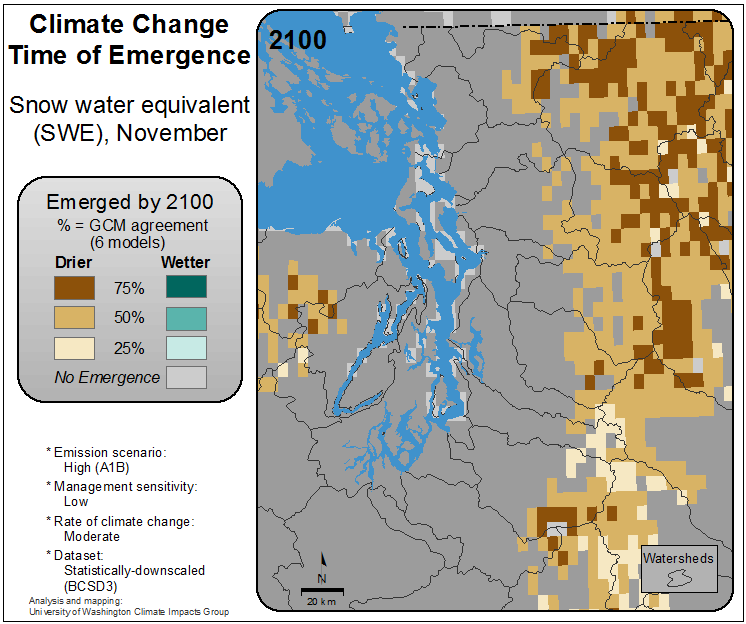 Climate Change
Time of Emergence
Snow water equivalent
(SWE), November
Emerged by 2100
% = GCM agreement
(6 models)
Drier Wetter
75%
50%
25%
No Emergence
* Emission scenario:
High (A1B)
* Management sensitivity:
Low
* Rate of climate change:
Moderate
* Dataset:
Statistically-downscaled
(BCSD3)
Analysis and mapping:
University of Washington Climate Impacts Group
2100
N
20 km
Watersheds